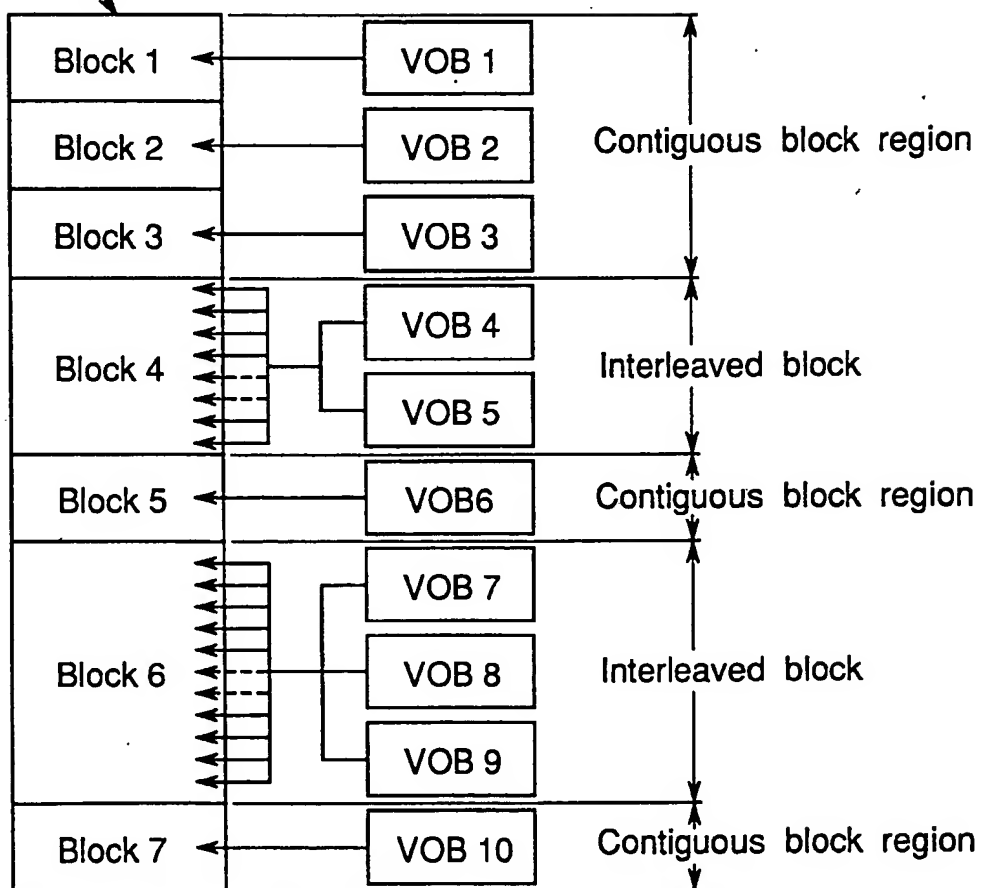 Block 1
VOB 1
Block 2
VOB 2
Contiguous block region
Block 3
VOB 3
VOB 4
Block 4
Interleaved block
VOB 5
Block 5
VOB6
Contiguous block region
VOB 7
Block 6
VOB 8
Interleaved block
VOB 9
Block 7
VOB 10
Contiguous block region